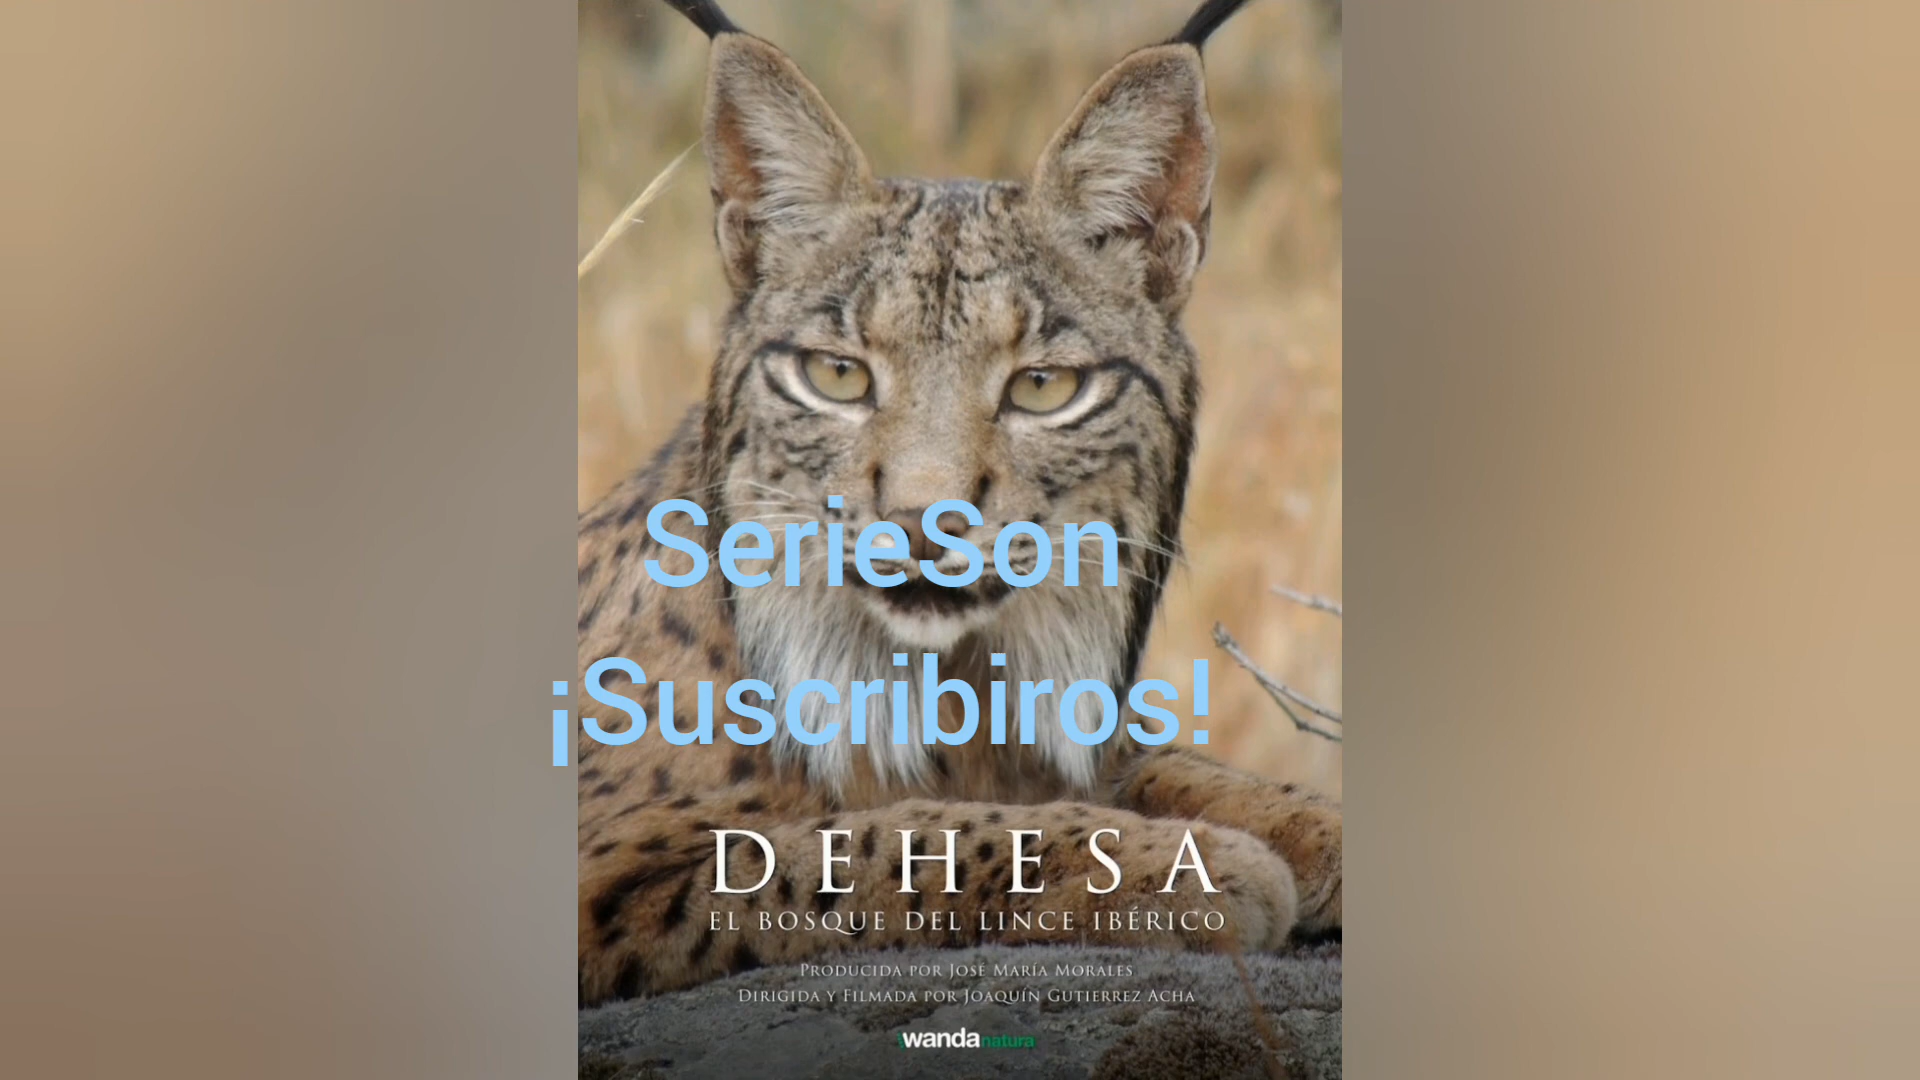 SerieSon
¡Suscribiros!
DEHESA
EL BOSQUE DEL LINCE IBÉRICO
PRODUCIDA POR JOSÉ MARÍA MORALES
DIRIGIDA Y FILMADA POR JOAQUÍN GUTIERREZ ACHA
wandanatura